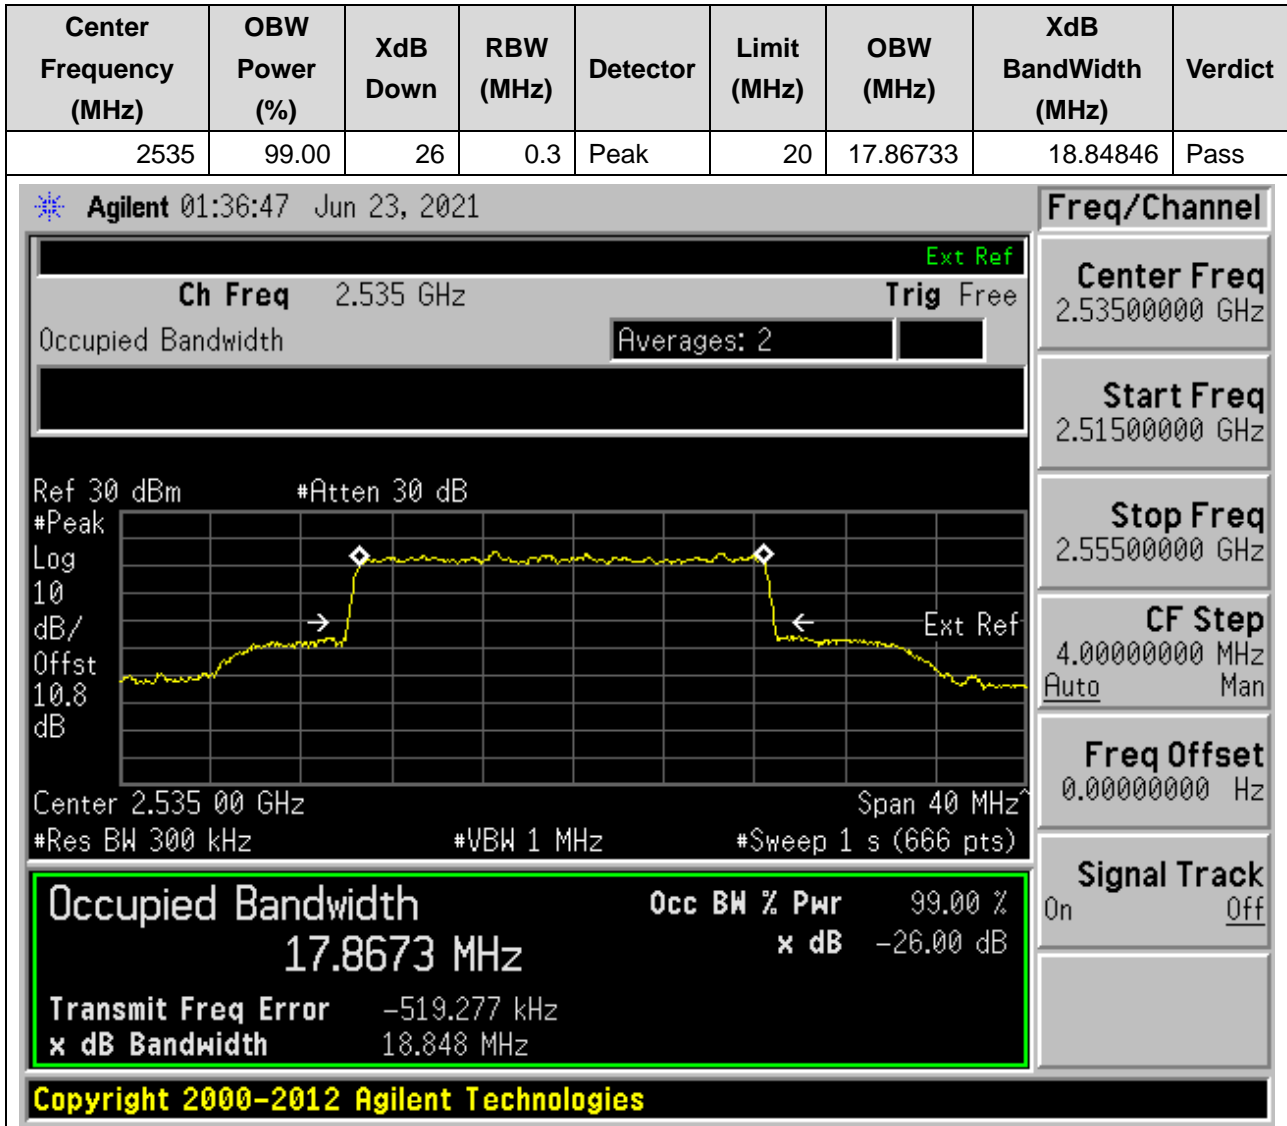 Center Frequency (MHz) OBW Power (%) XdB Down RBW (MHz) Detector Limit (MHz) OBW (MHz) XdB BandWidth (MHz) Verdict
2535 99.00 26 0.3 Peak 20 17.86733 18.84846 Pass
Agilent 01:36:47 Jun 23, 2021
Freq/Channel
Ext Ref
Ch Freq 2.535 GHz Trig Free
Occupied Bandwidth Averages: 2
Center Freq
2.53500000 GHz
Start Freq
2.51500000 GHz
Stop Freq
2.55500000 GHz
CF Step
4.00000000 MHz
Auto Man
Freq Offset
0.00000000 Hz
Signal Track
On Off
Ref 30 dBm #Atten 30 dB
#Peak
Log
10
dB/
Offst
10.8
dB
Ext Ref
Center 2.535 00 GHz Span 40 MHz^
#Res BW 300 kHz #VBW 1 MHz #Sweep 1 s (666 pts)
Occupied Bandwidth
17.8673 MHz
Occ BW % Pwr 99.00 %
x dB -26.00 dB
Transmit Freq Error -519.277 kHz
x dB Bandwidth 18.848 MHz
Copyright 2000-2012 Agilent Technologies